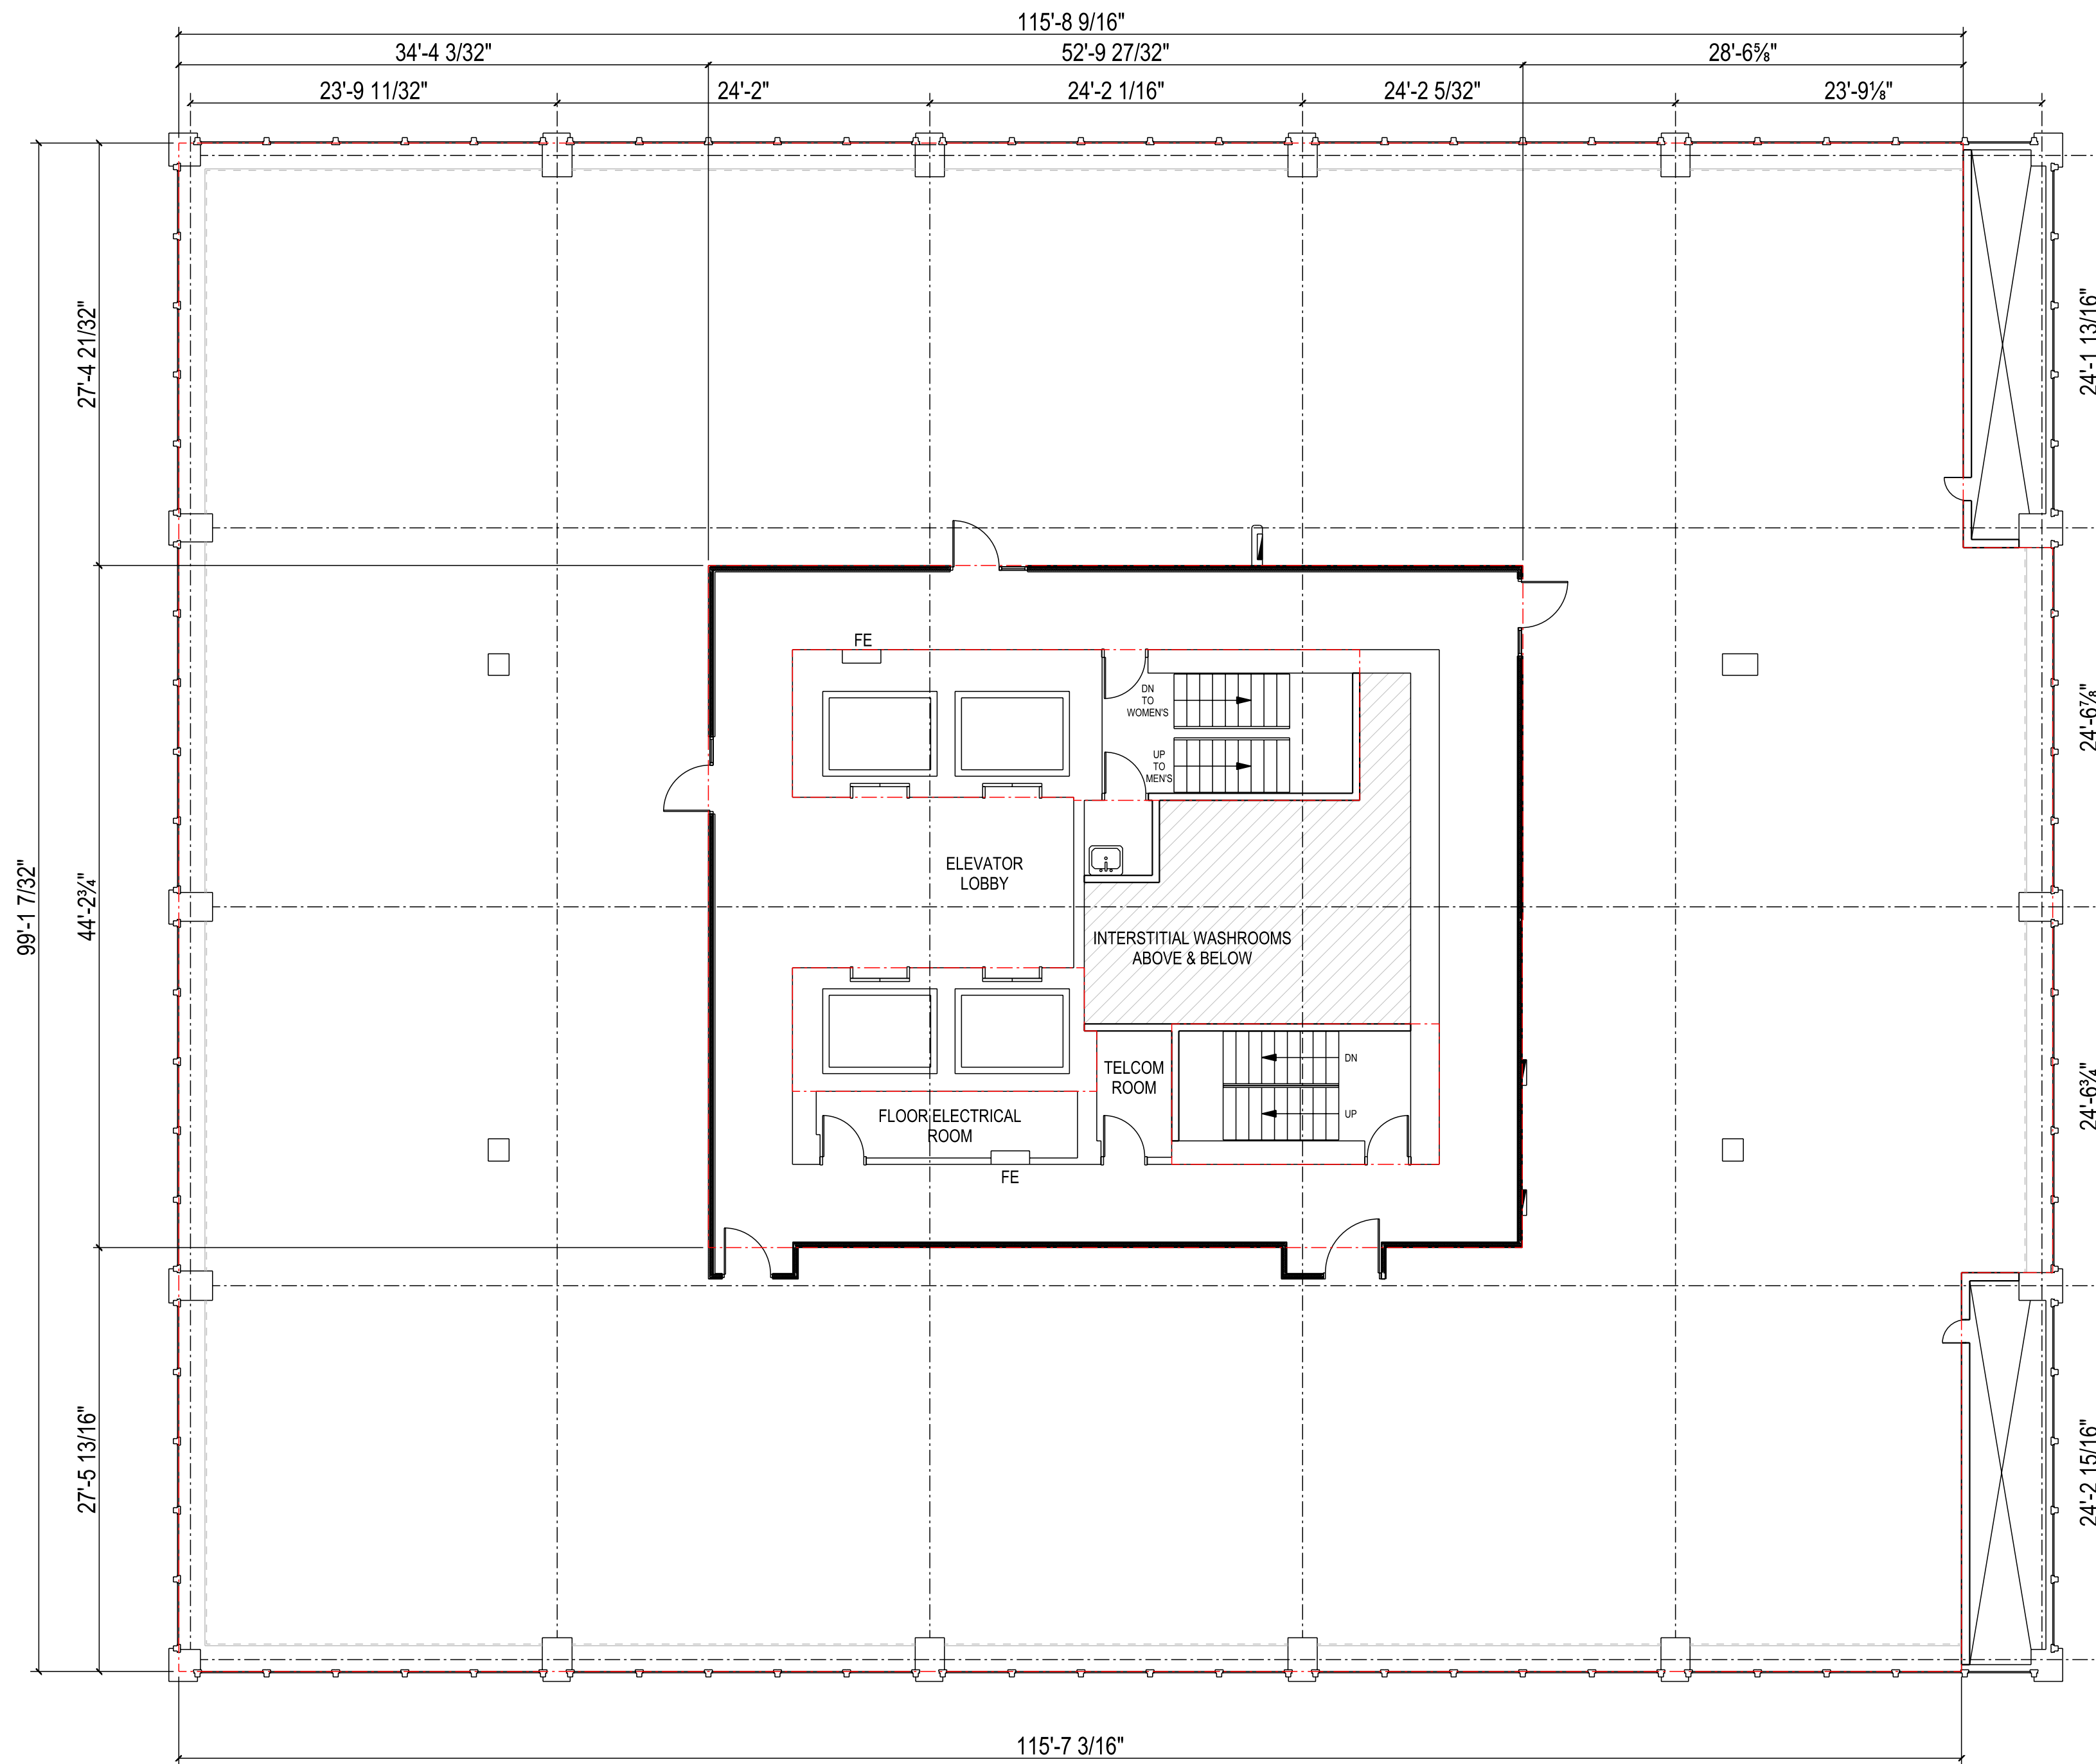 115'-8 9/16"
34'-4 3/32"
52'-9 27/32"
28'-6⅝"
23'-9 11/32"
24'-2"
24'-2 1/16"
24'-2 5/32"
23'-9⅛"
27'-4 21/32"
24'-1 13/16"
FE
DN
TO
WOMEN'S
24'-6⅞"
UP
TO
MEN'S
ELEVATOR
LOBBY
99'-1 7/32"
44'-2¾"
INTERSTITIAL WASHROOMS
ABOVE & BELOW
DN
TELCOM
ROOM
24'-6¾"
FLOOR ELECTRICAL
ROOM
UP
FE
27'-5 13/16"
24'-2 15/16"
115'-7 3/16"